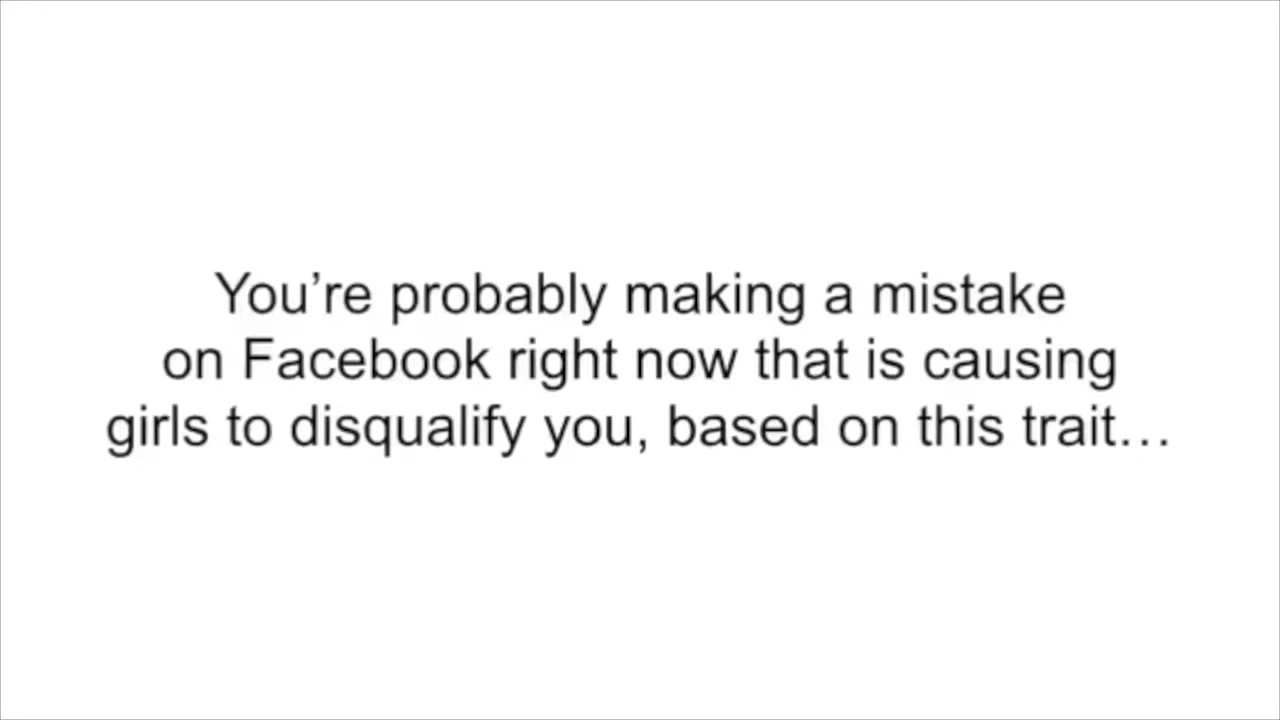 You’re probably making a mistake
on Facebook right now that is causing
girls to disqualify you, based on this trait…